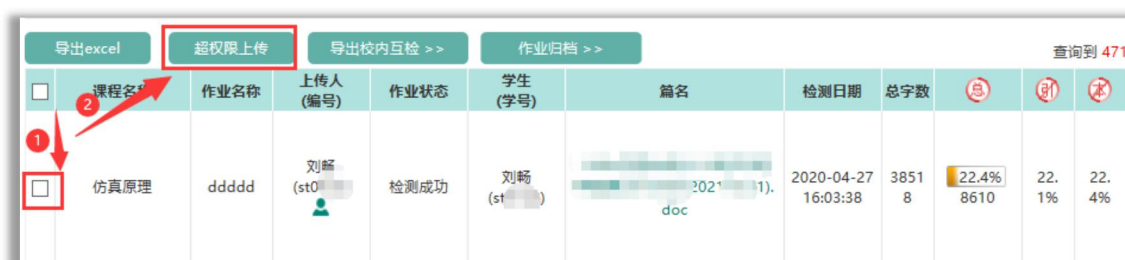 导出excel
超权限上传
导出校内互检 >>
作业归档 >>
查询到 471
课程名称
作业名称
上传人
(编号)
作业状态
学生
(学号)
篇名
检测日期
总字数
总
引
本
2
1
仿真原理
ddddd
刘畅
(st0
检测成功
刘畅
(st )
2021 1).
doc
2020-04-27
16:03:38
3851
8
22.4%
8610
22.
1%
22.
4%